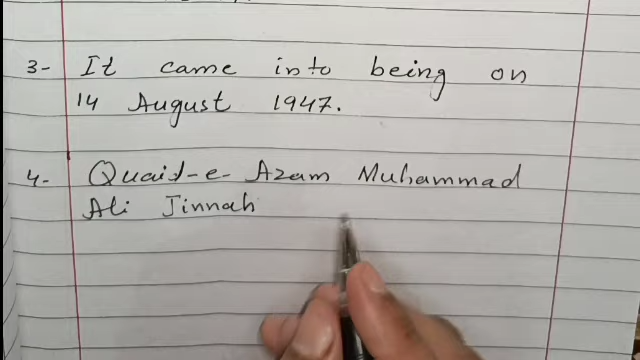 3- It came into being on
14 August 1947.
4- Quaid-e-Azam Muhammad
Ali Jinnah